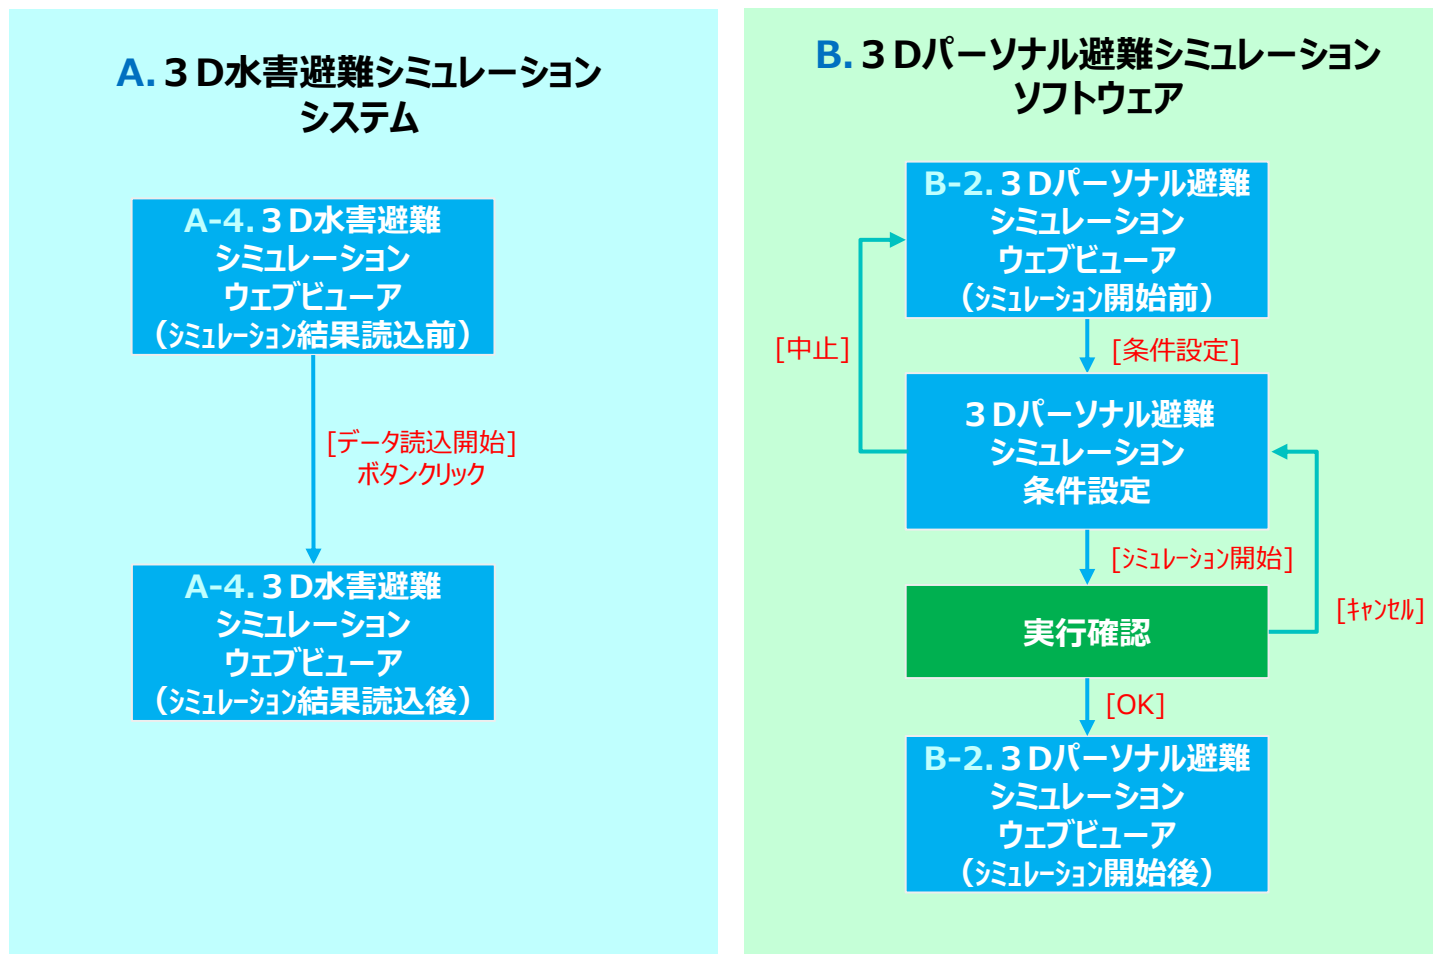 A.３D水害避難シミュレーション
システム
A-4.３D水害避難
シミュレーション
ウェブビューア
（シミュレーション結果読込前）
[データ読込開始]
ボタンクリック
A-4.３D水害避難
シミュレーション
ウェブビューア
（シミュレーション結果読込後）
B.３Dパーソナル避難シミュレーション
ソフトウェア
B-2.３Dパーソナル避難
シミュレーション
ウェブビューア
（シミュレーション開始前）
[中止]
[条件設定]
３Dパーソナル避難
シミュレーション
条件設定
[シミュレーション開始]
実行確認
[キャンセル]
[OK]
B-2.３Dパーソナル避難
シミュレーション
ウェブビューア
（シミュレーション開始後）